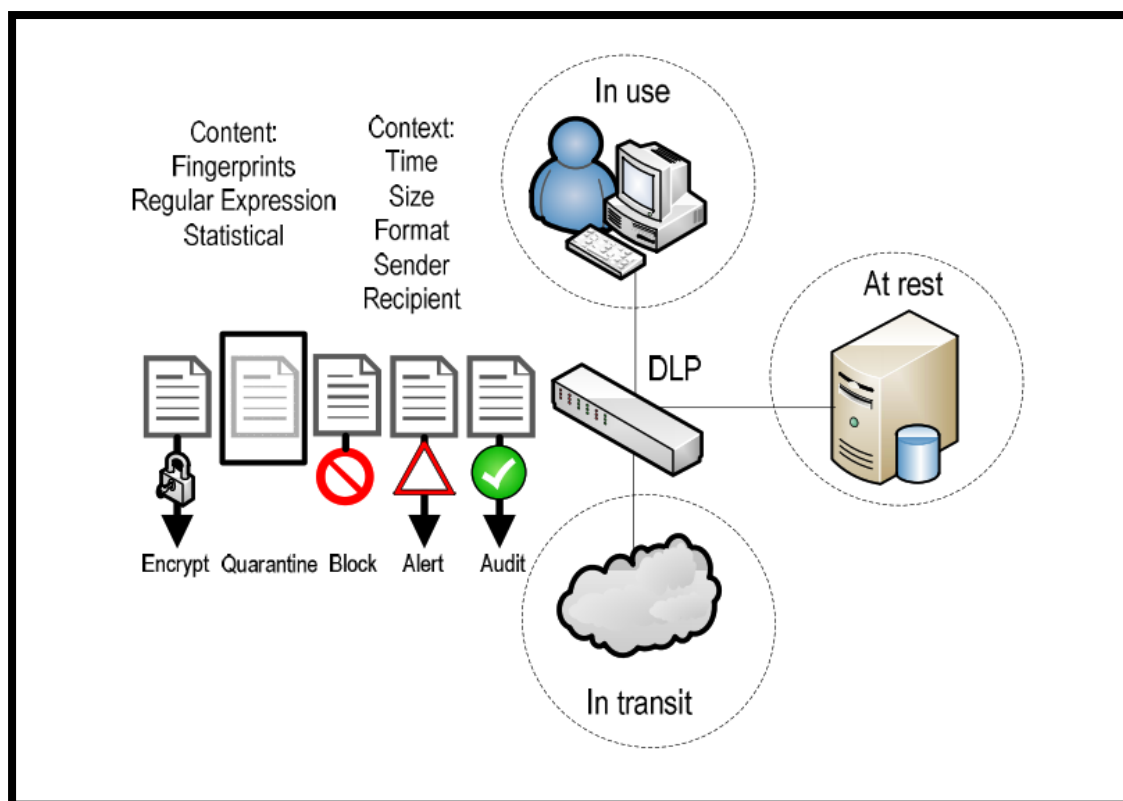 In use
Content:
Fingerprints
Regular Expression
Statistical
Context:
Time
Size
Format
Sender
Recipient
At rest
DLP
Encrypt
Quarantine
Block
Alert
Audit
In transit